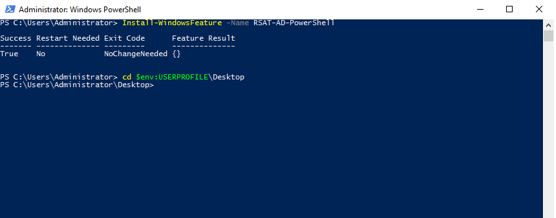 Administrator: Windows PowerShell
PS C:\Users\Administrator> Install-WindowsFeature -Name RSAT-AD-PowerShell
Success Restart Needed Exit Code      Feature Result
------- -------------- ---------      --------------
True    No             NoChangeNeeded {}
PS C:\Users\Administrator> cd $env:USERPROFILE\Desktop
PS C:\Users\Administrator\Desktop>